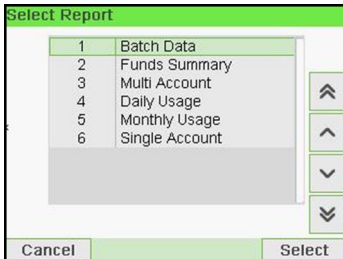 Select Report
1 Batch Data
2 Funds Summary
3 Multi Account
4 Daily Usage
5 Monthly Usage
6 Single Account
Cancel Select